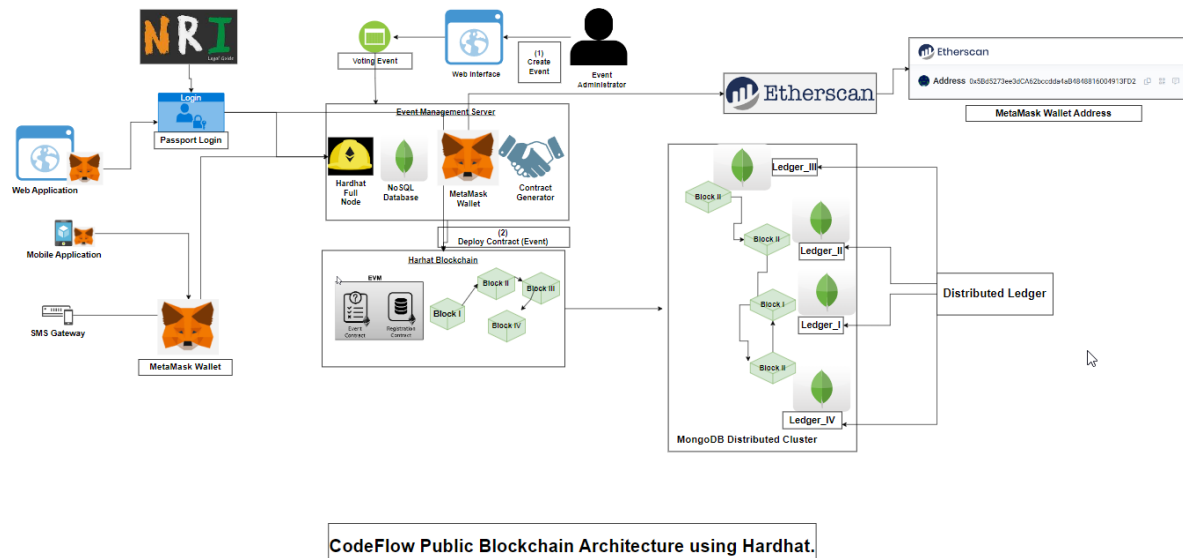 NRI
Legal Guide
Login
Passport Login
Web Application
Mobile Application
SMS Gateway
MetaMask Wallet
Voting Event
Web Interface
(1)
Create
Event
Event
Administrator
Event Management Server
Hardhat
Full
Node
NoSQL
Database
MetaMask
Wallet
Contract
Generator
(2)
Deploy Contract (Event)
Harhat Blockchain
EVM
Event
Contract
Registration
Contract
Block I
Block II
Block III
Block IV
Etherscan
Etherscan
Address 0x5Bd5273ee3dCA62bccdda4aB4848816004913FD2
MetaMask Wallet Address
Ledger_III
Block II
Ledger_II
Block II
Block I
Ledger_I
Block II
Ledger_IV
MongoDB Distributed Cluster
Distributed Ledger
CodeFlow Public Blockchain Architecture using Hardhat.